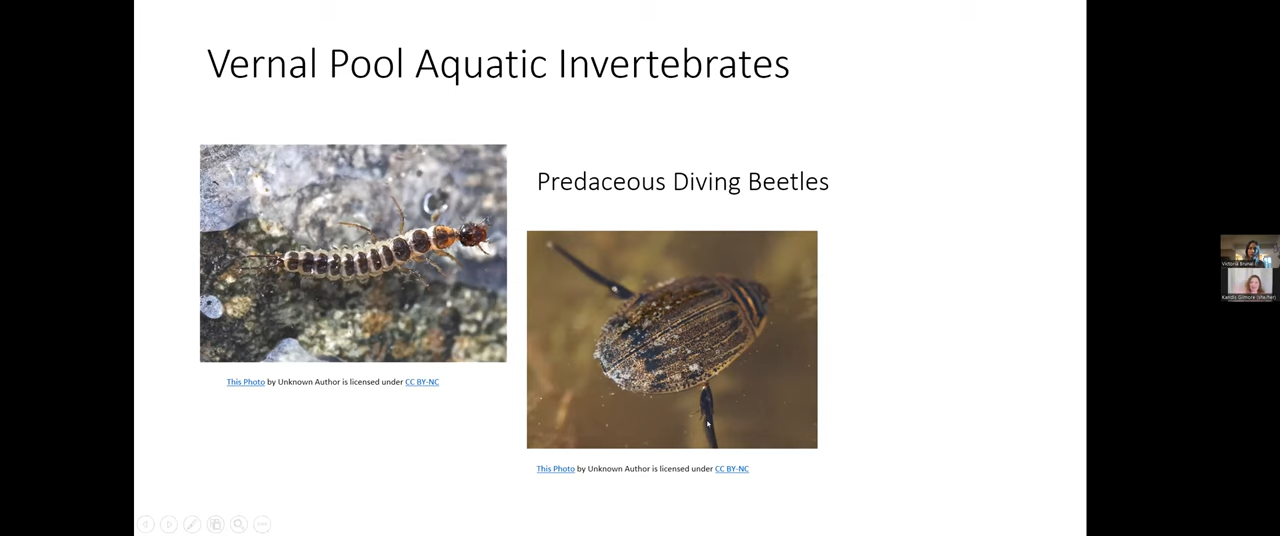 Vernal Pool Aquatic Invertebrates
Predaceous Diving Beetles
This Photo by Unknown Author is licensed under CC BY-NC
This Photo by Unknown Author is licensed under CC BY-NC